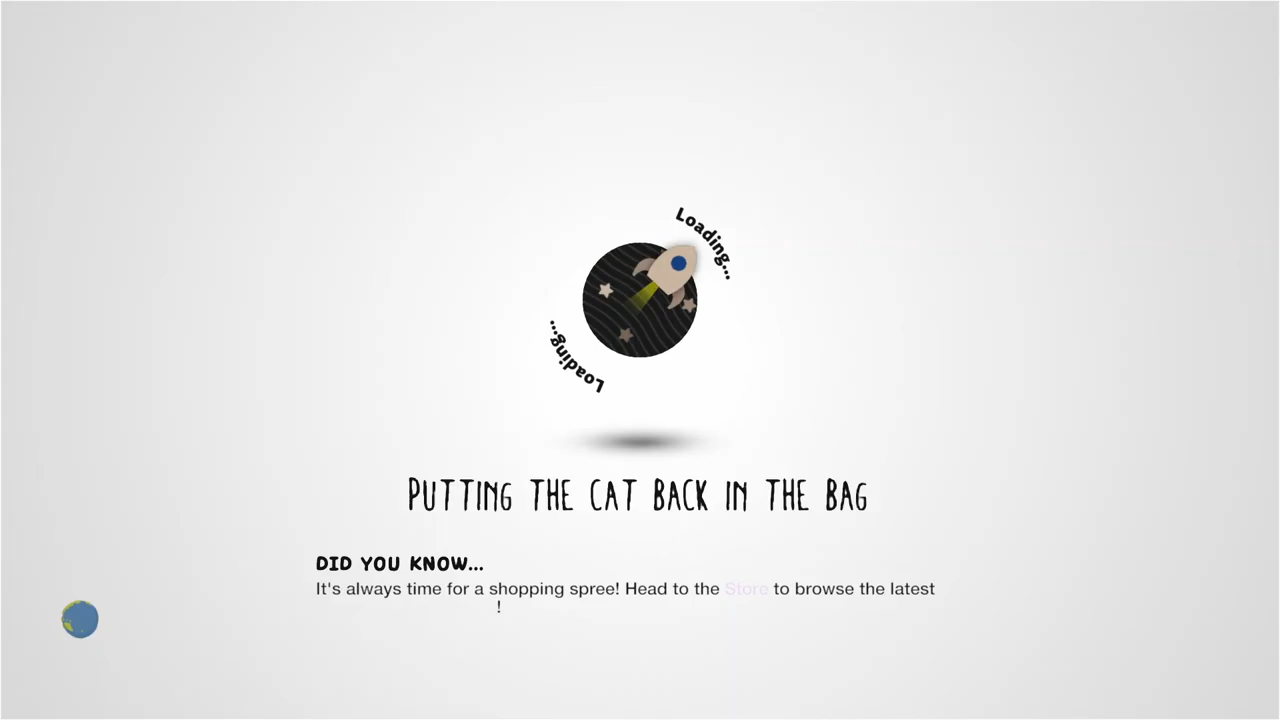 Loading...
Loading...
PUTTING THE CAT BACK IN THE BAG
DID YOU KNOW...
It's always time for a shopping spree! Head to the Store to browse the latest
!